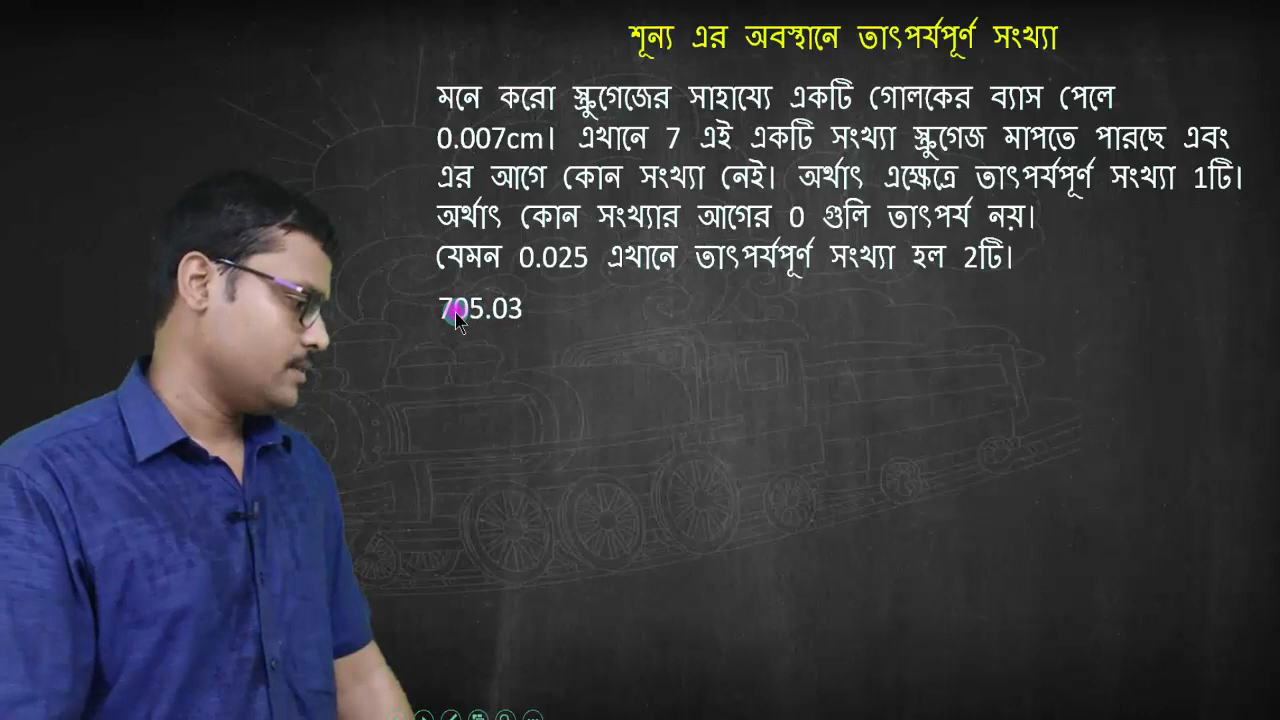 শূন্য এর অবস্থানে তাৎপর্যপূর্ণ সংখ্যা
মনে করো স্ক্রুগেজের সাহায্যে একটি গোলকের ব্যাস পেলে
0.007cm। এখানে 7 এই একটি সংখ্যা স্ক্রুগেজ মাপতে পারছে এবং
এর আগে কোন সংখ্যা নেই। অর্থাৎ এক্ষেত্রে তাৎপর্যপূর্ণ সংখ্যা 1টি।
অর্থাৎ কোন সংখ্যার আগের 0 গুলি তাৎপর্য নয়।
যেমন 0.025 এখানে তাৎপর্যপূর্ণ সংখ্যা হল 2টি।
705.03